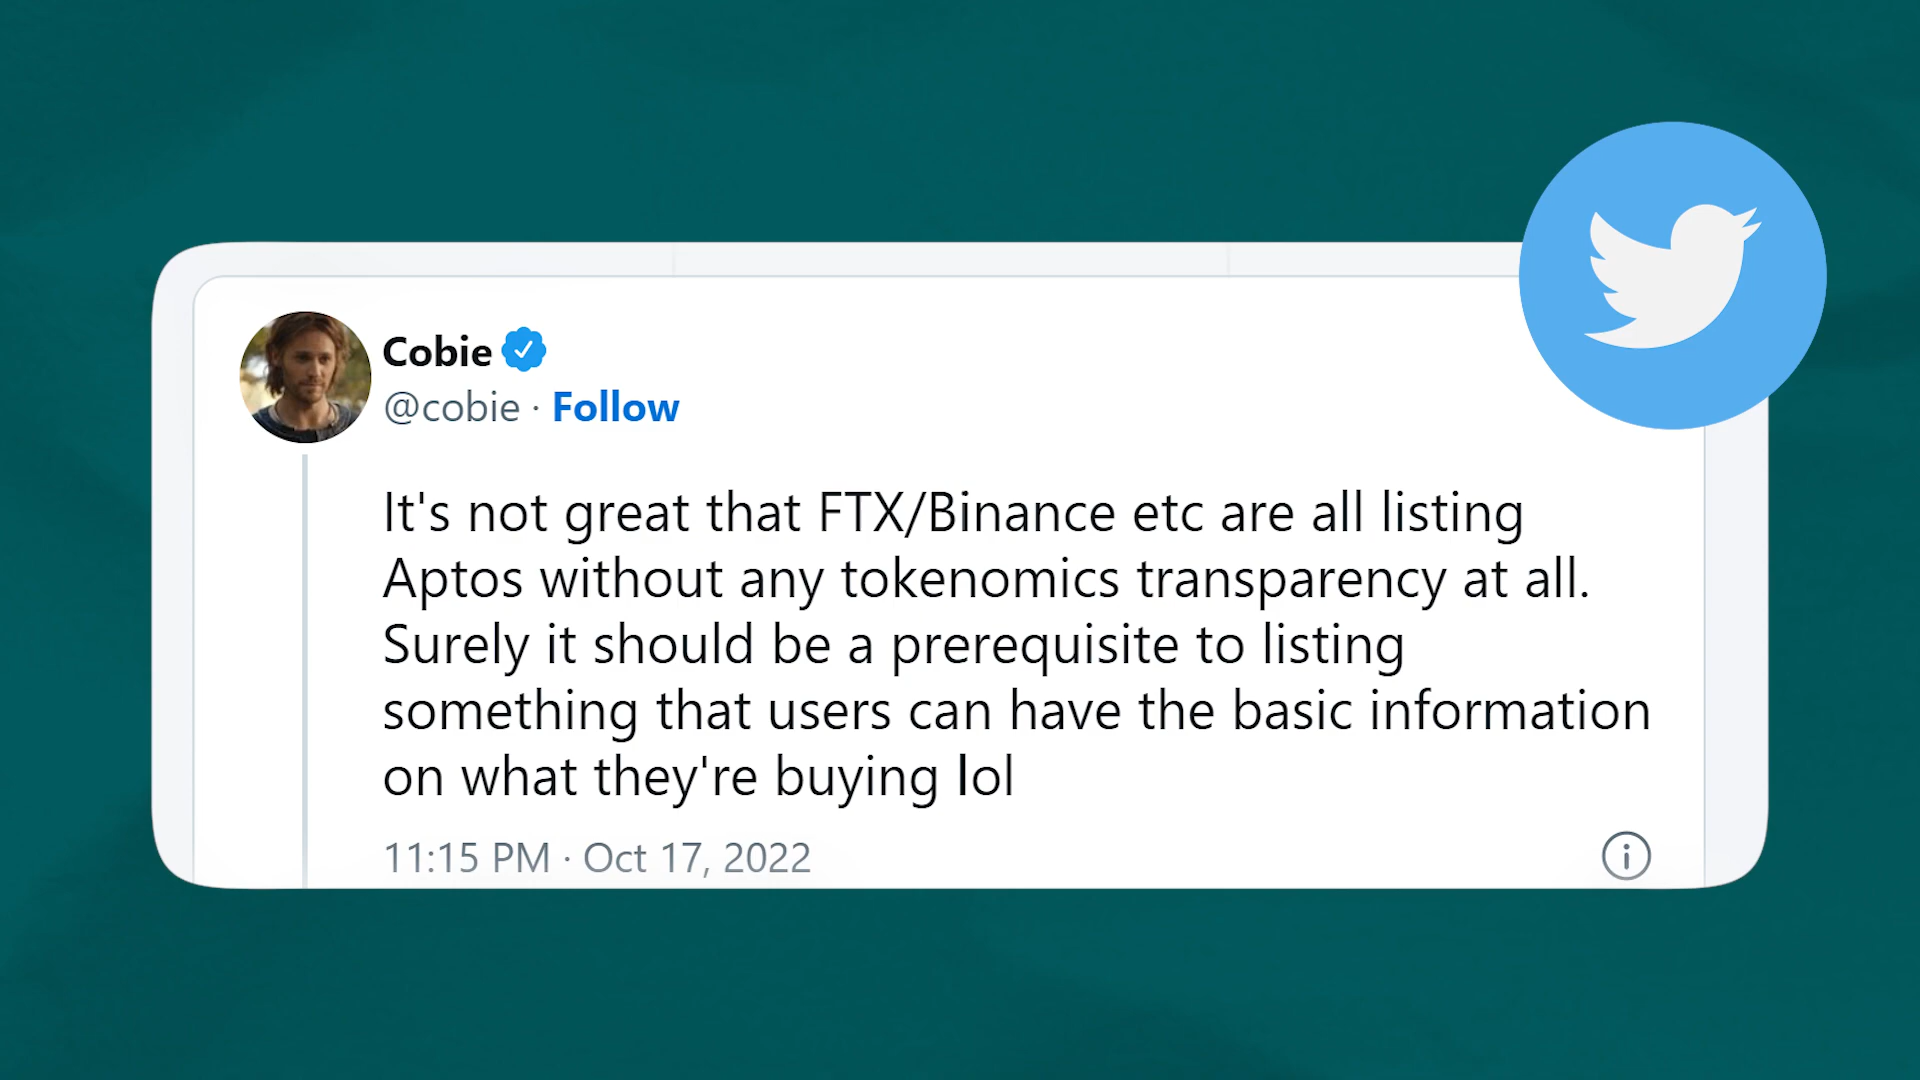 Cobie
@cobie · Follow
It's not great that FTX/Binance etc are all listing
Aptos without any tokenomics transparency at all.
Surely it should be a prerequisite to listing
something that users can have the basic information
on what they're buying lol
11:15 PM · Oct 17, 2022